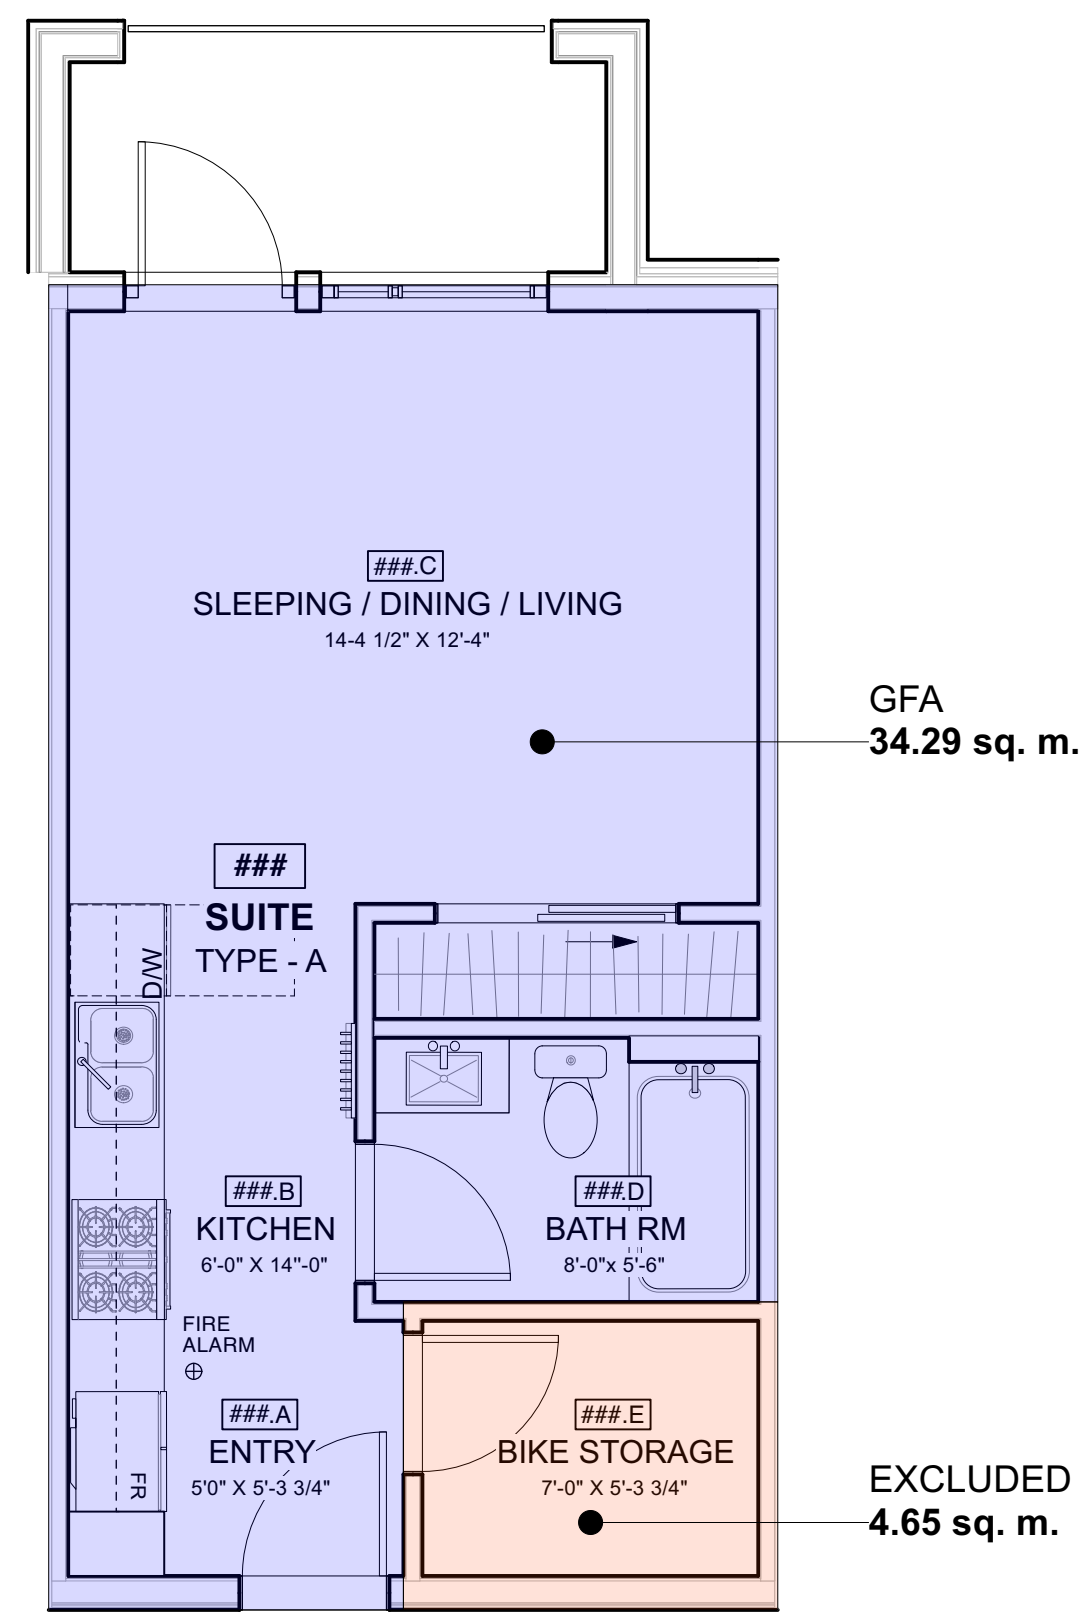 ###.C
SLEEPING / DINING / LIVING
14-4 1/2" X 12'-4"
GFA
34.29 sq. m.
###
SUITE
TYPE - A
D/W
###.B
KITCHEN
6'-0" X 14"-0"
###.D
BATH RM
8'-0"x 5'-6"
FIRE
ALARM
###.A
ENTRY
5'0" X 5'-3 3/4"
FR
###.E
BIKE STORAGE
7'-0" X 5'-3 3/4"
EXCLUDED
4.65 sq. m.